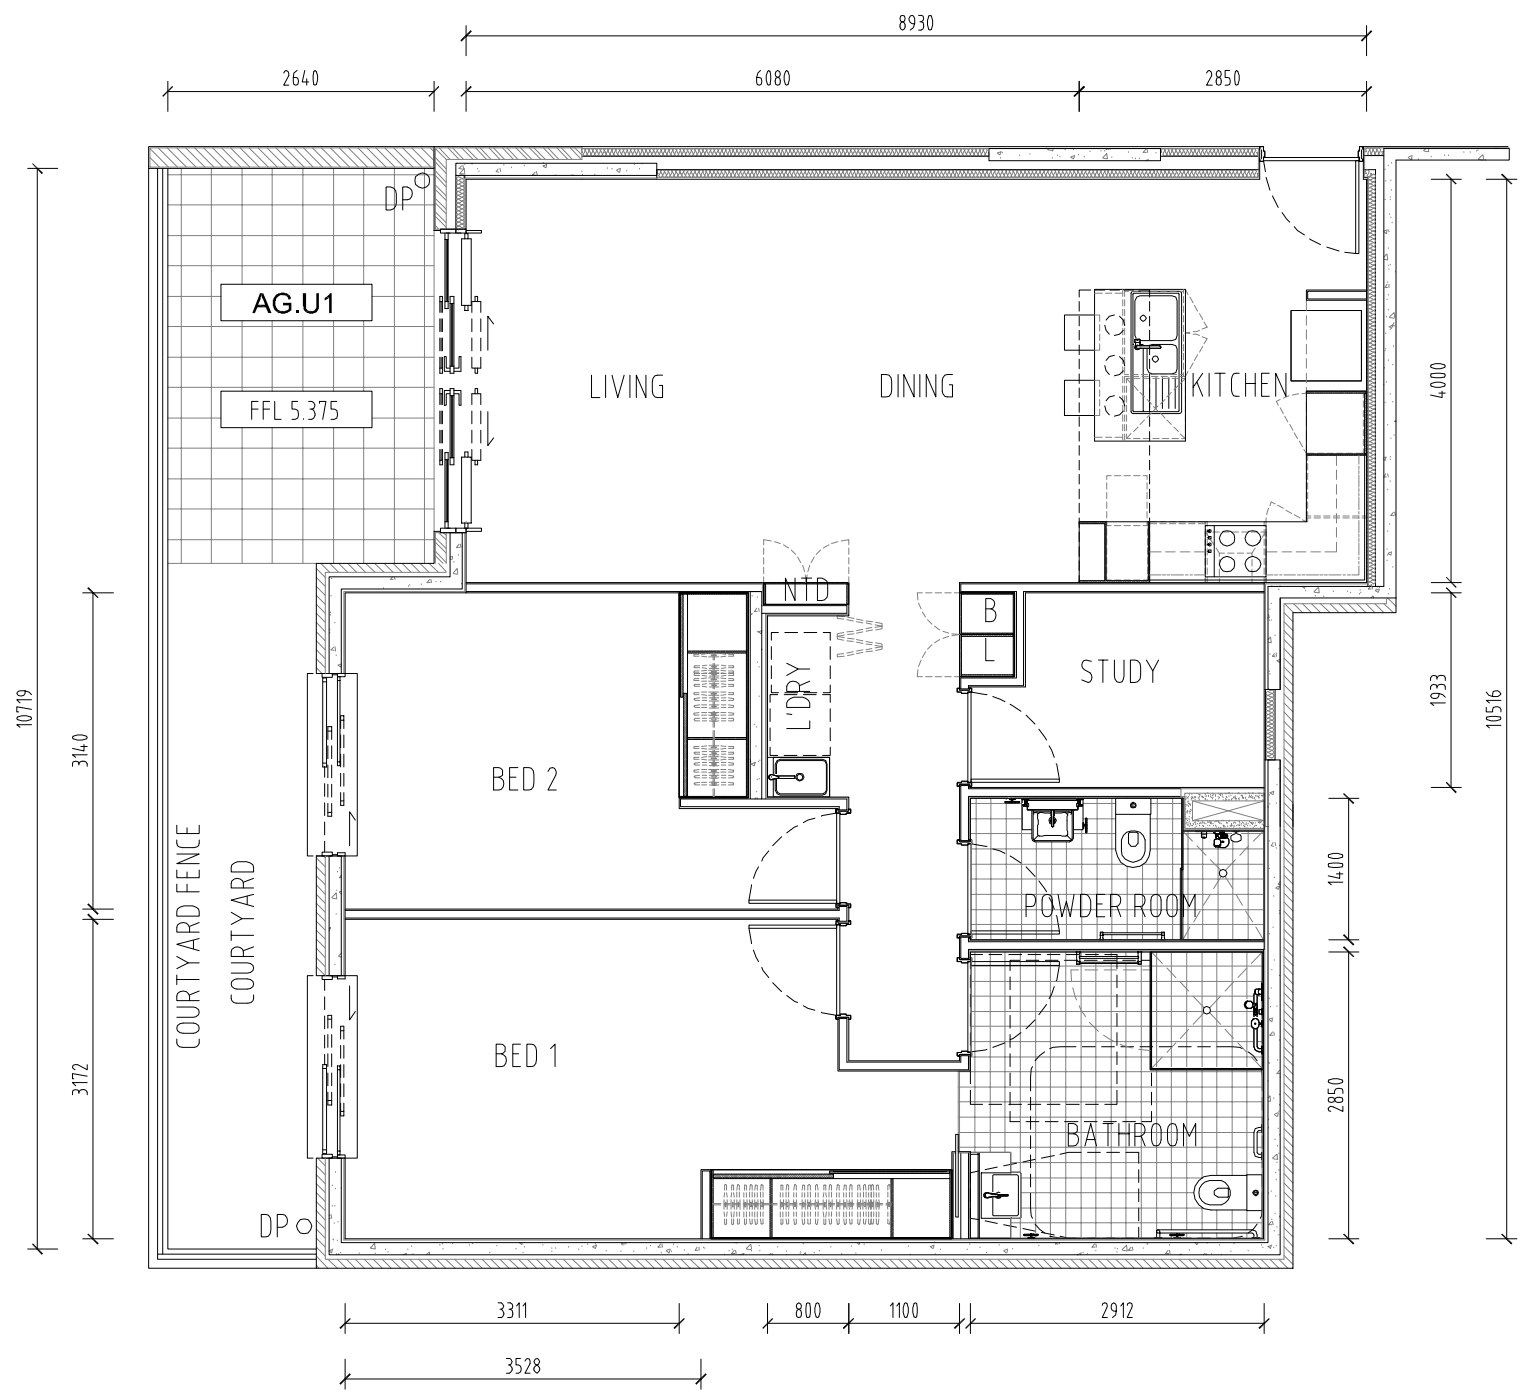 8930
2640
6080
2850
DP
AG.U1
FFL 5.375
LIVING
DINING
KITCHEN
4000
NTD
B
L
L'DRY
STUDY
1933
10719
10516
3140
BED 2
COURTYARD FENCE
COURTYARD
POWDER ROOM
1400
BED 1
3172
BATHROOM
2850
DP
3311
800
1100
2912
3528